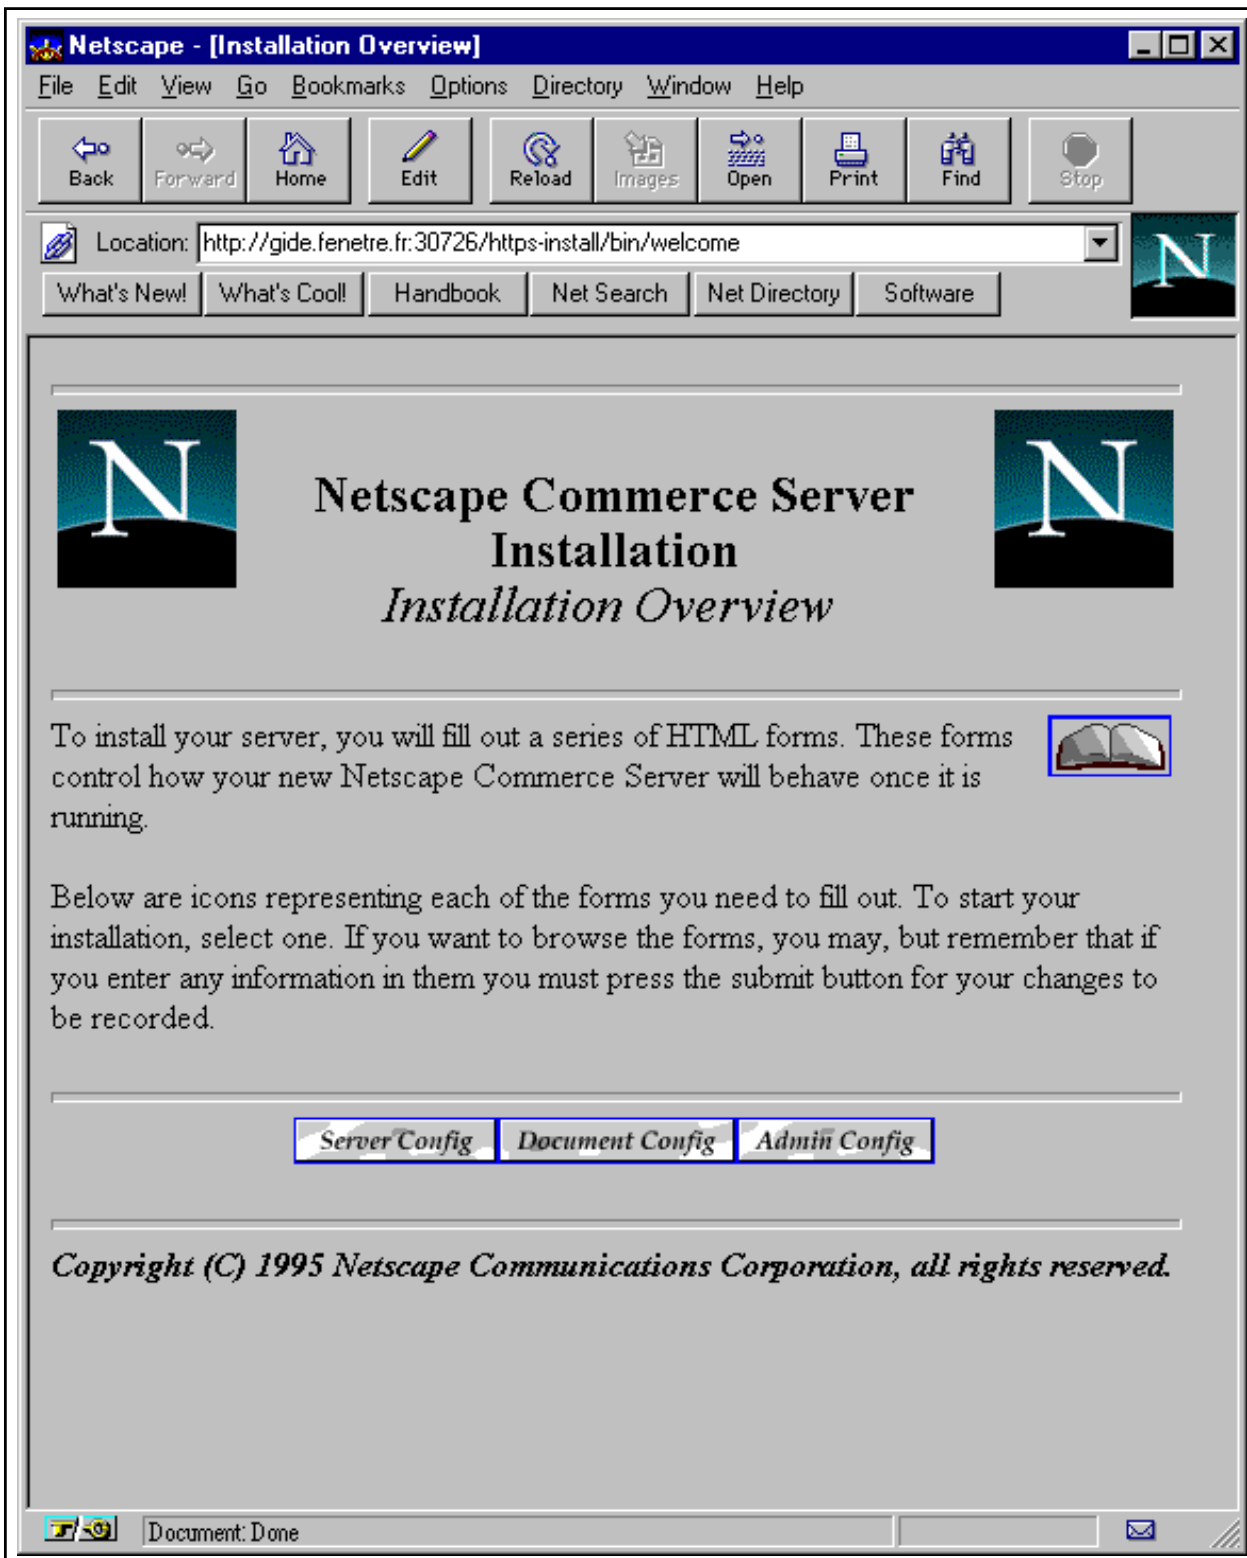 Netscape - [Installation Overview]
File Edit View Go Bookmarks Options Directory Window Help
Back Forward Home Edit Reload Images Open Print Find Stop
Location: http://gide.fenetre.fr:30726/https-install/bin/welcome
N
What's New! What's Cool! Handbook Net Search Net Directory Software
N N
Netscape Commerce Server
Installation
Installation Overview
To install your server, you will fill out a series of HTML forms. These forms
control how your new Netscape Commerce Server will behave once it is
running.
Below are icons representing each of the forms you need to fill out. To start your
installation, select one. If you want to browse the forms, you may, but remember that if
you enter any information in them you must press the submit button for your changes to
be recorded.
Server Config Document Config Admin Config
Copyright (C) 1995 Netscape Communications Corporation, all rights reserved.
Document: Done